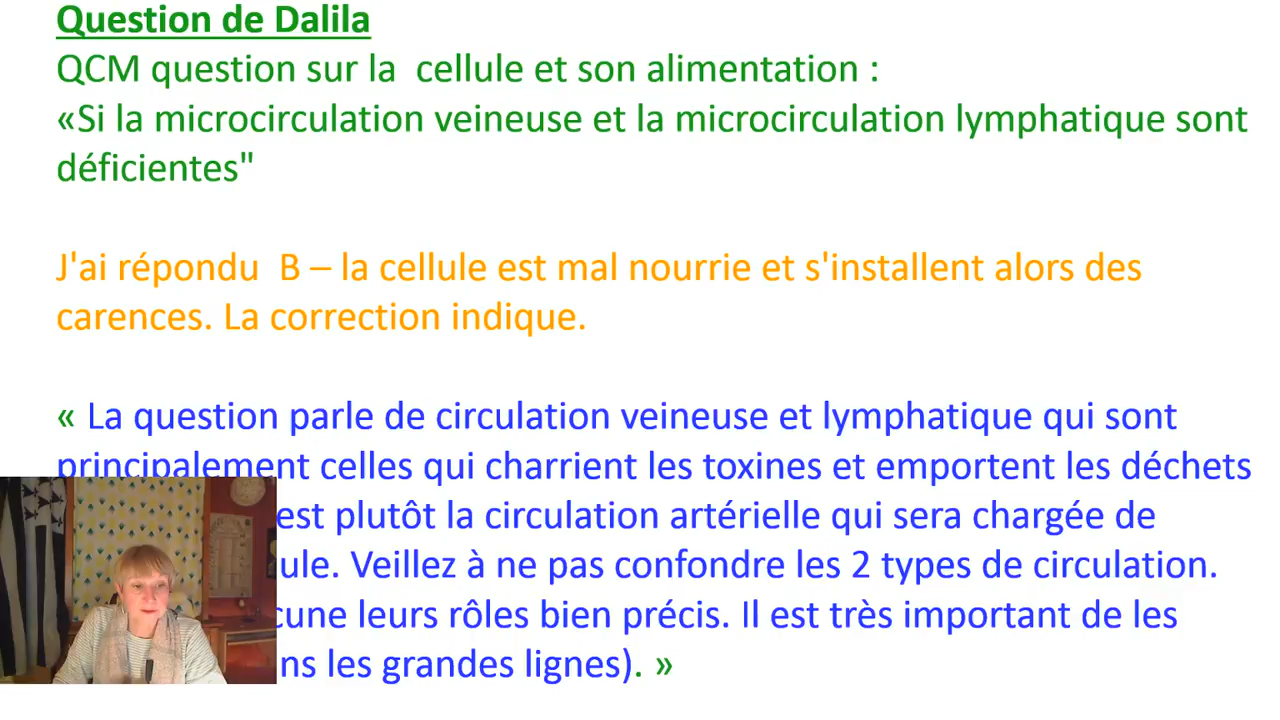 Question de Dalila
QCM question sur la cellule et son alimentation :
«Si la microcirculation veineuse et la microcirculation lymphatique sont
déficientes"
J'ai répondu B – la cellule est mal nourrie et s'installent alors des
carences. La correction indique.
« La question parle de circulation veineuse et lymphatique qui sont
principalement celles qui charrient les toxines et emportent les déchets
est plutôt la circulation artérielle qui sera chargée de
ule. Veillez à ne pas confondre les 2 types de circulation.
cune leurs rôles bien précis. Il est très important de les
ns les grandes lignes). »